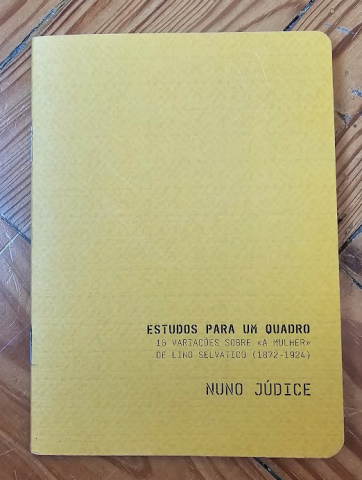 ESTUDOS PARA UM QUADRO
16 VARIAÇÕES SOBRE «A MULHER»
DE LINO SELVATICO (1872-1924)
NUNO JÚDICE